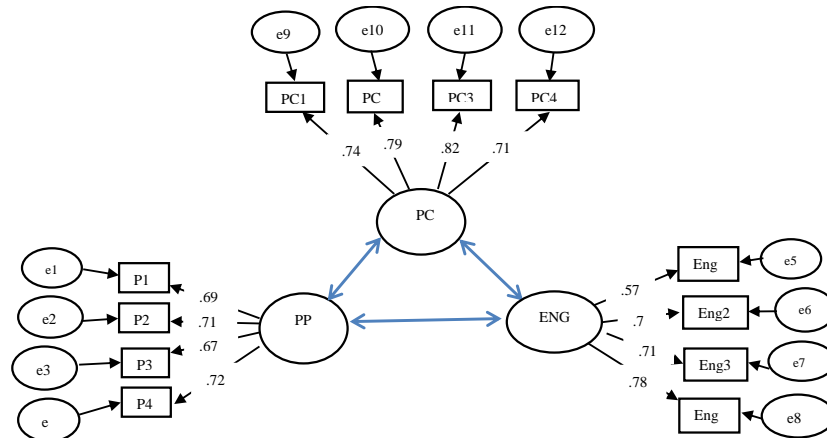 e9 e10 e11 e12
PC1 PC PC3 PC4
.74 .79 .82 .71
PC
e1 P1 .69
e2 P2 .71
e3 P3 .67
e P4 .72
PP
ENG
.57 Eng e5
.7 Eng2 e6
.71 Eng3 e7
.78 Eng e8